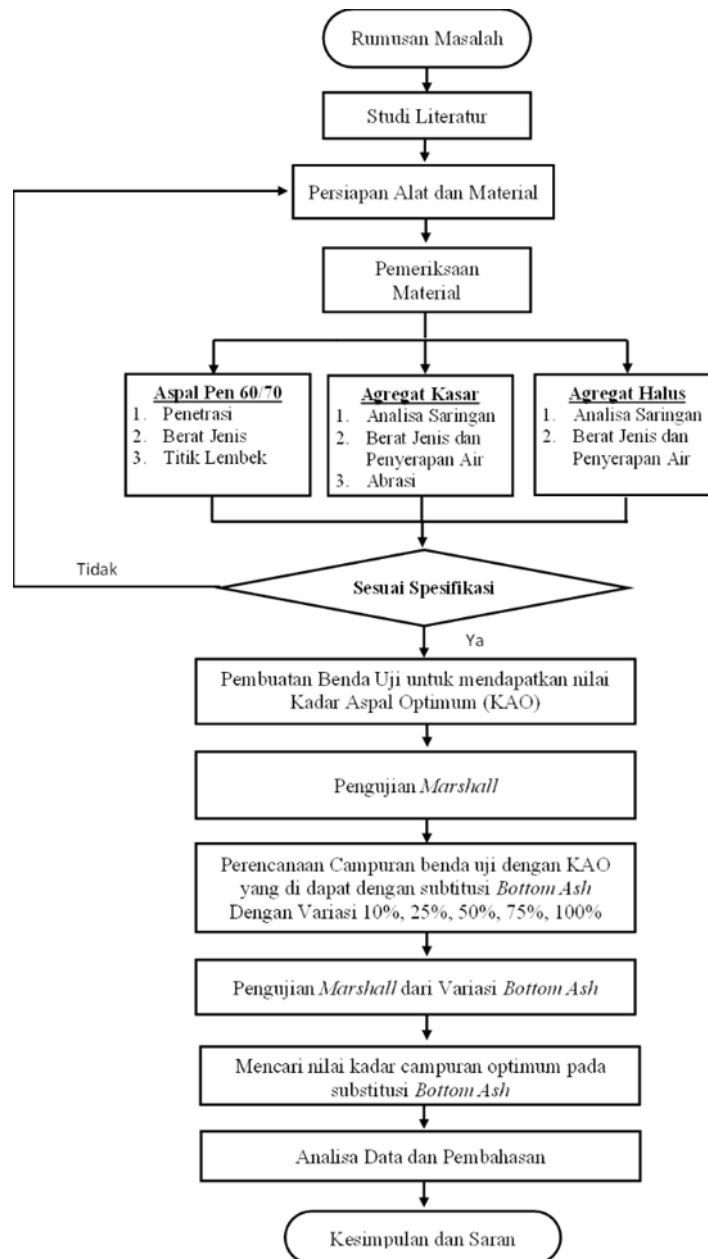 Rumusan Masalah
Studi Literatur
Persiapan Alat dan Material
Pemeriksaan
Material
Aspal Pen 60/70
1. Penetrasi
2. Berat Jenis
3. Titik Lembek
Agregat Kasar
1. Analisa Saringan
2. Berat Jenis dan
Penyerapan Air
3. Abrasi
Agregat Halus
1. Analisa Saringan
2. Berat Jenis dan
Penyerapan Air
Tidak
Sesuai Spesifikasi
Ya
Pembuatan Benda Uji untuk mendapatkan nilai
Kadar Aspal Optimum (KAO)
Pengujian Marshall
Perencanaan Campuran benda uji dengan KAO
yang di dapat dengan subtitusi Bottom Ash
Dengan Variasi 10%, 25%, 50%, 75%, 100%
Pengujian Marshall dari Variasi Bottom Ash
Mencari nilai kadar campuran optimum pada
substitusi Bottom Ash
Analisa Data dan Pembahasan
Kesimpulan dan Saran